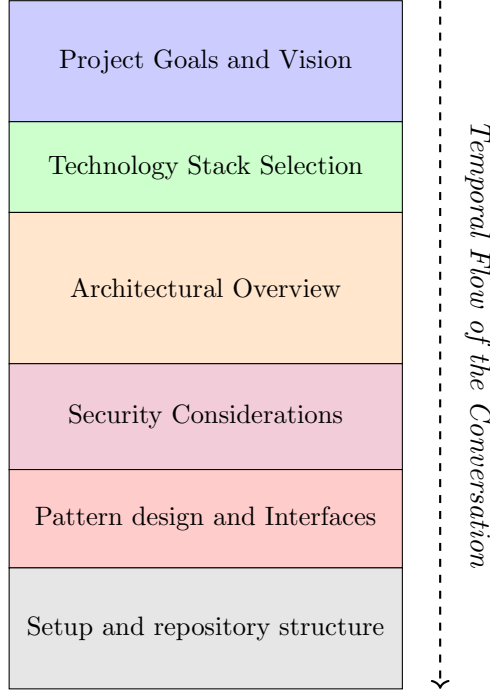 Project Goals and Vision
Technology Stack Selection
Architectural Overview
Security Considerations
Pattern design and Interfaces
Setup and repository structure
Temporal Flow of the Conversation